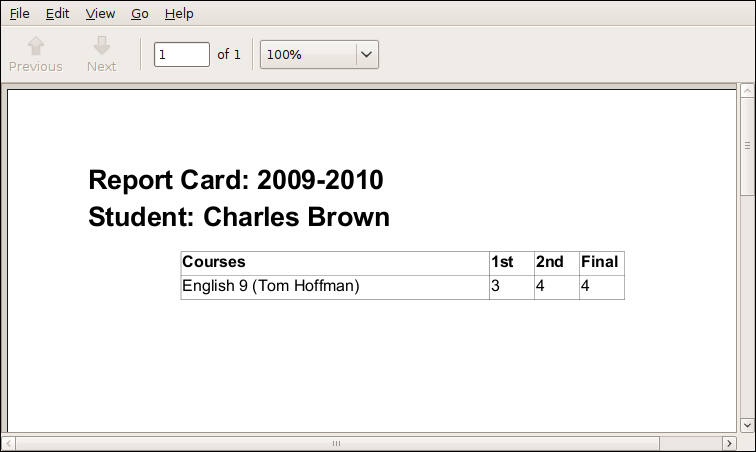 File Edit View Go Help
Previous Next 1 of 1 100%
Report Card: 2009-2010
Student: Charles Brown
Courses 1st 2nd Final
English 9 (Tom Hoffman) 3 4 4